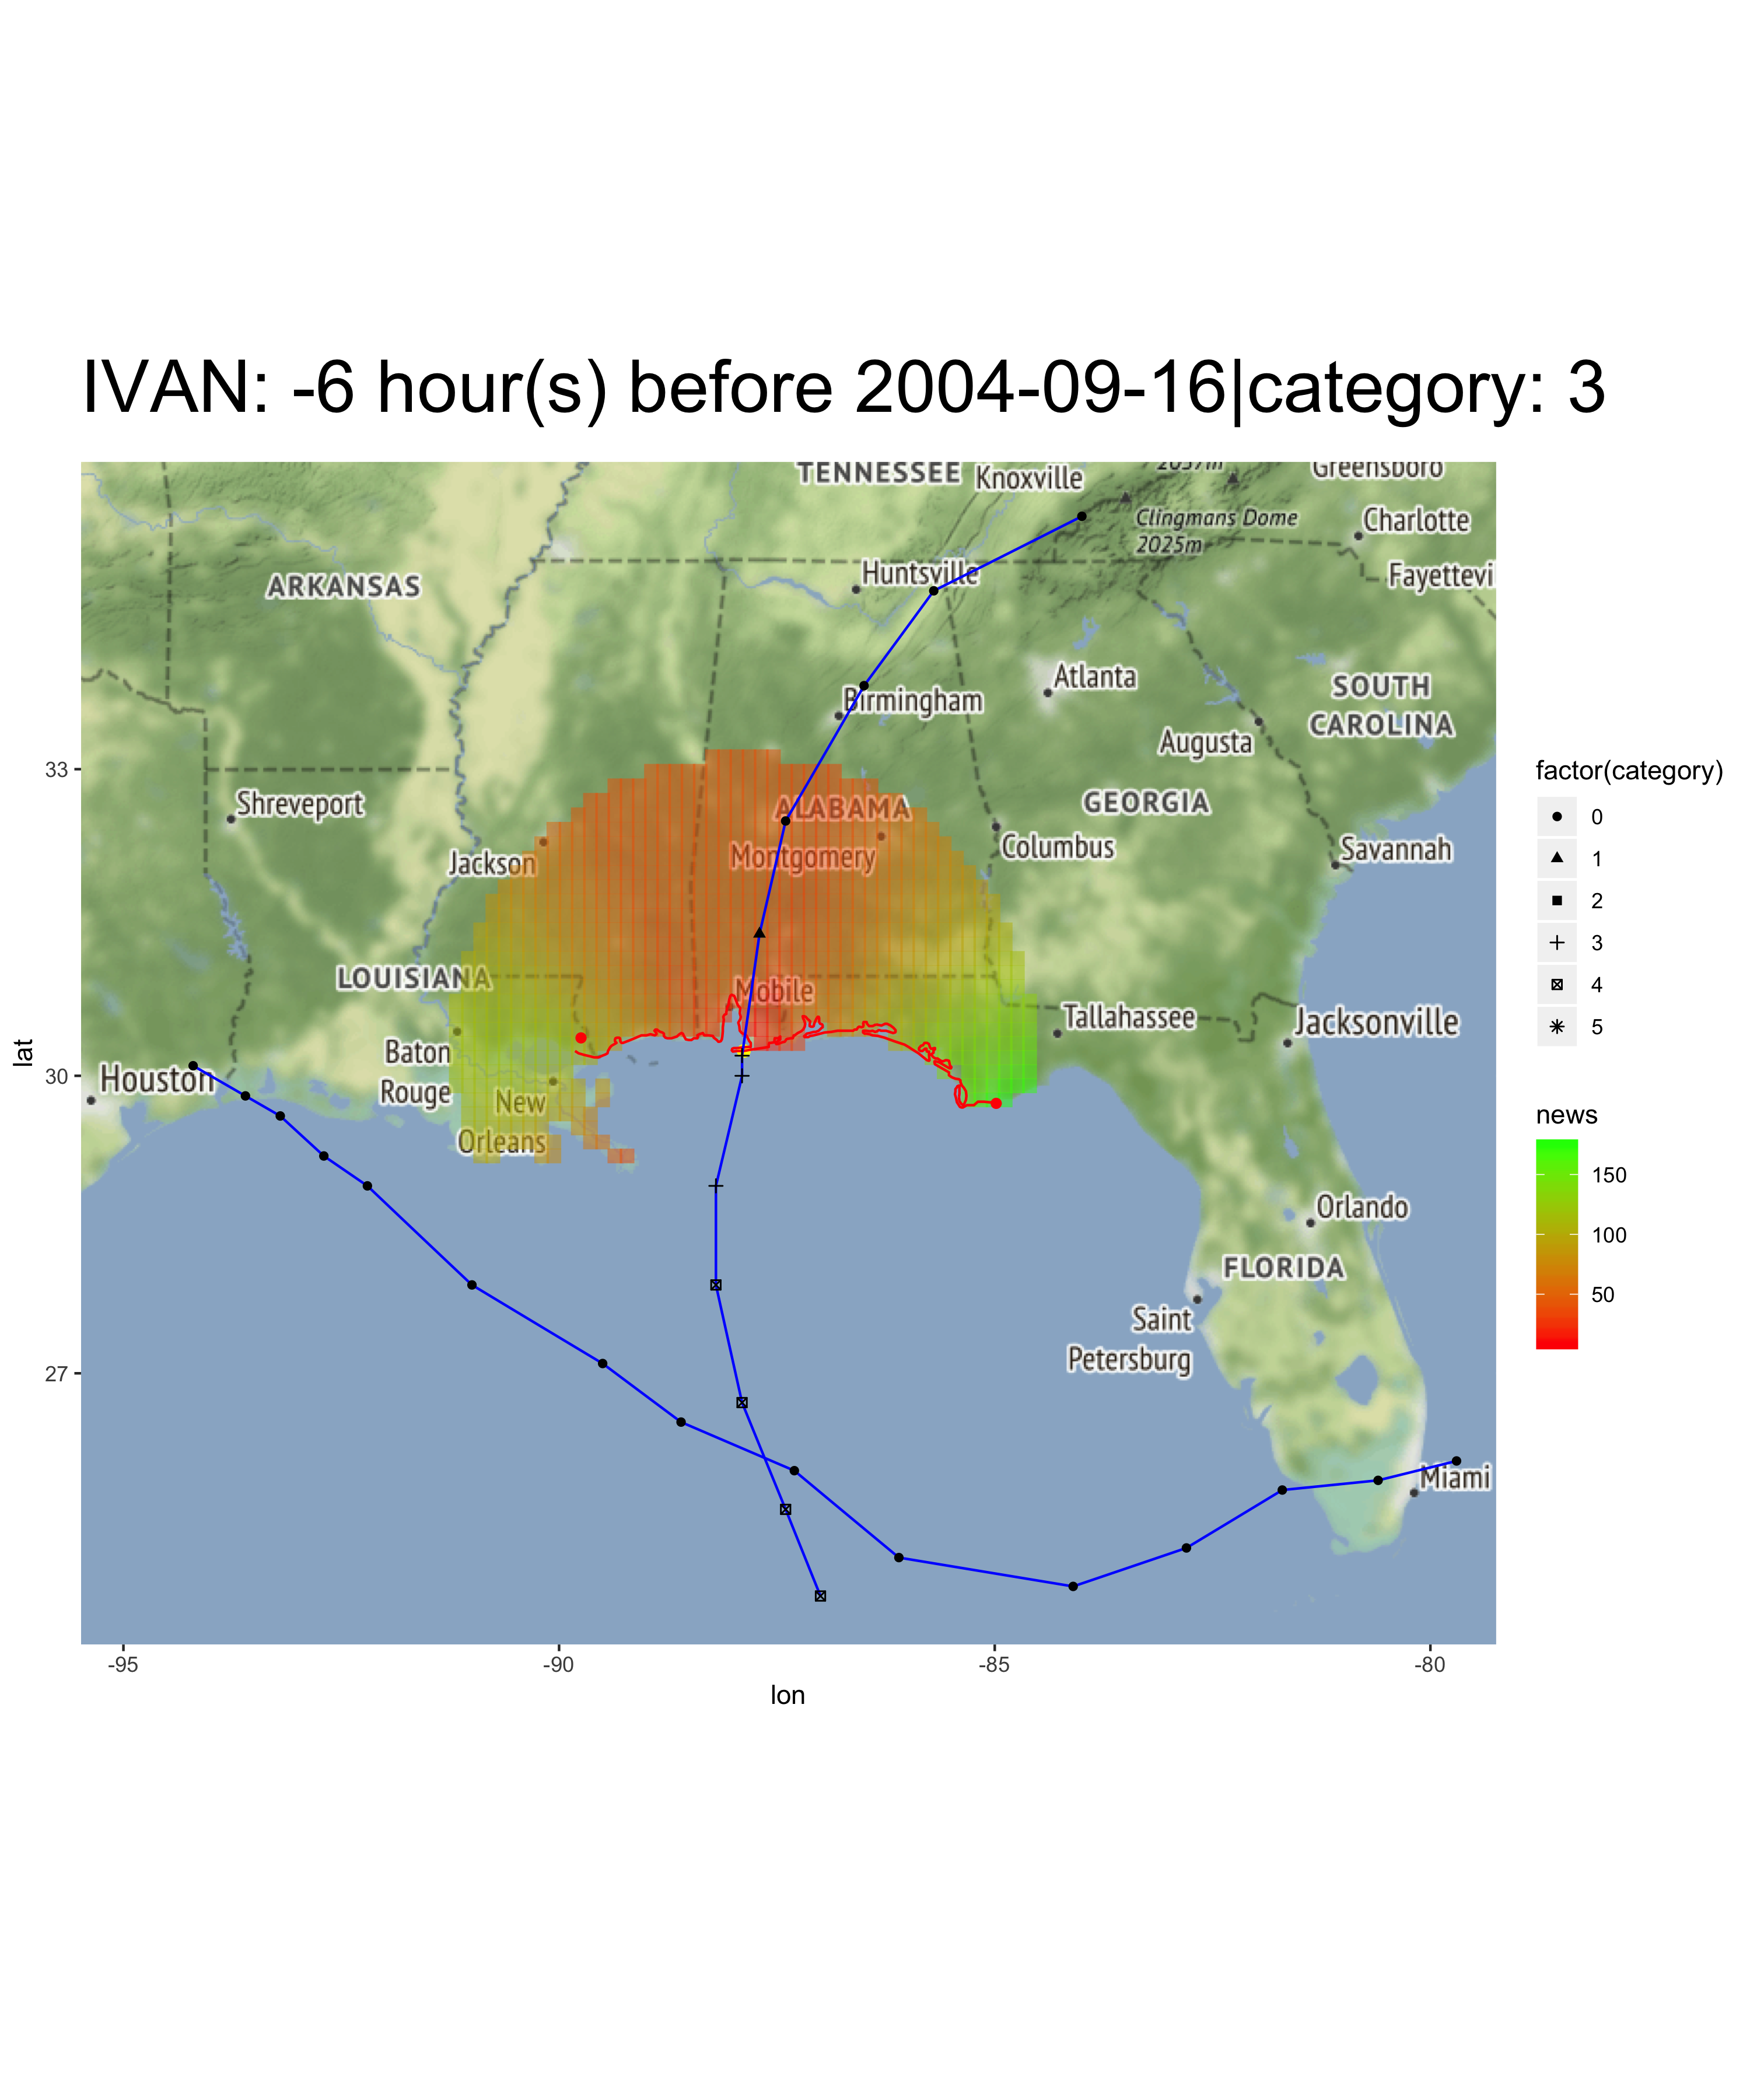 IVAN: -6 hour(s) before 2004-09-16|category: 3
TENNESSEE
Knoxville
2037m
Greensboro
Clingmans Dome
2025m
Charlotte
Fayettevi
Huntsville
ARKANSAS
Atlanta
Birmingham
SOUTH
CAROLINA
Augusta
33
Shreveport
ALABAMA
GEORGIA
Jackson
Montgomery
Columbus
Savannah
LOUISIANA
Mobile
Tallahassee
Jacksonville
Baton
Rouge
30
Houston
New
Orleans
Orlando
FLORIDA
Saint
Petersburg
27
Miami
-95
-90
-85
-80
lon
lat
factor(category)
0
1
2
3
4
5
news
150
100
50